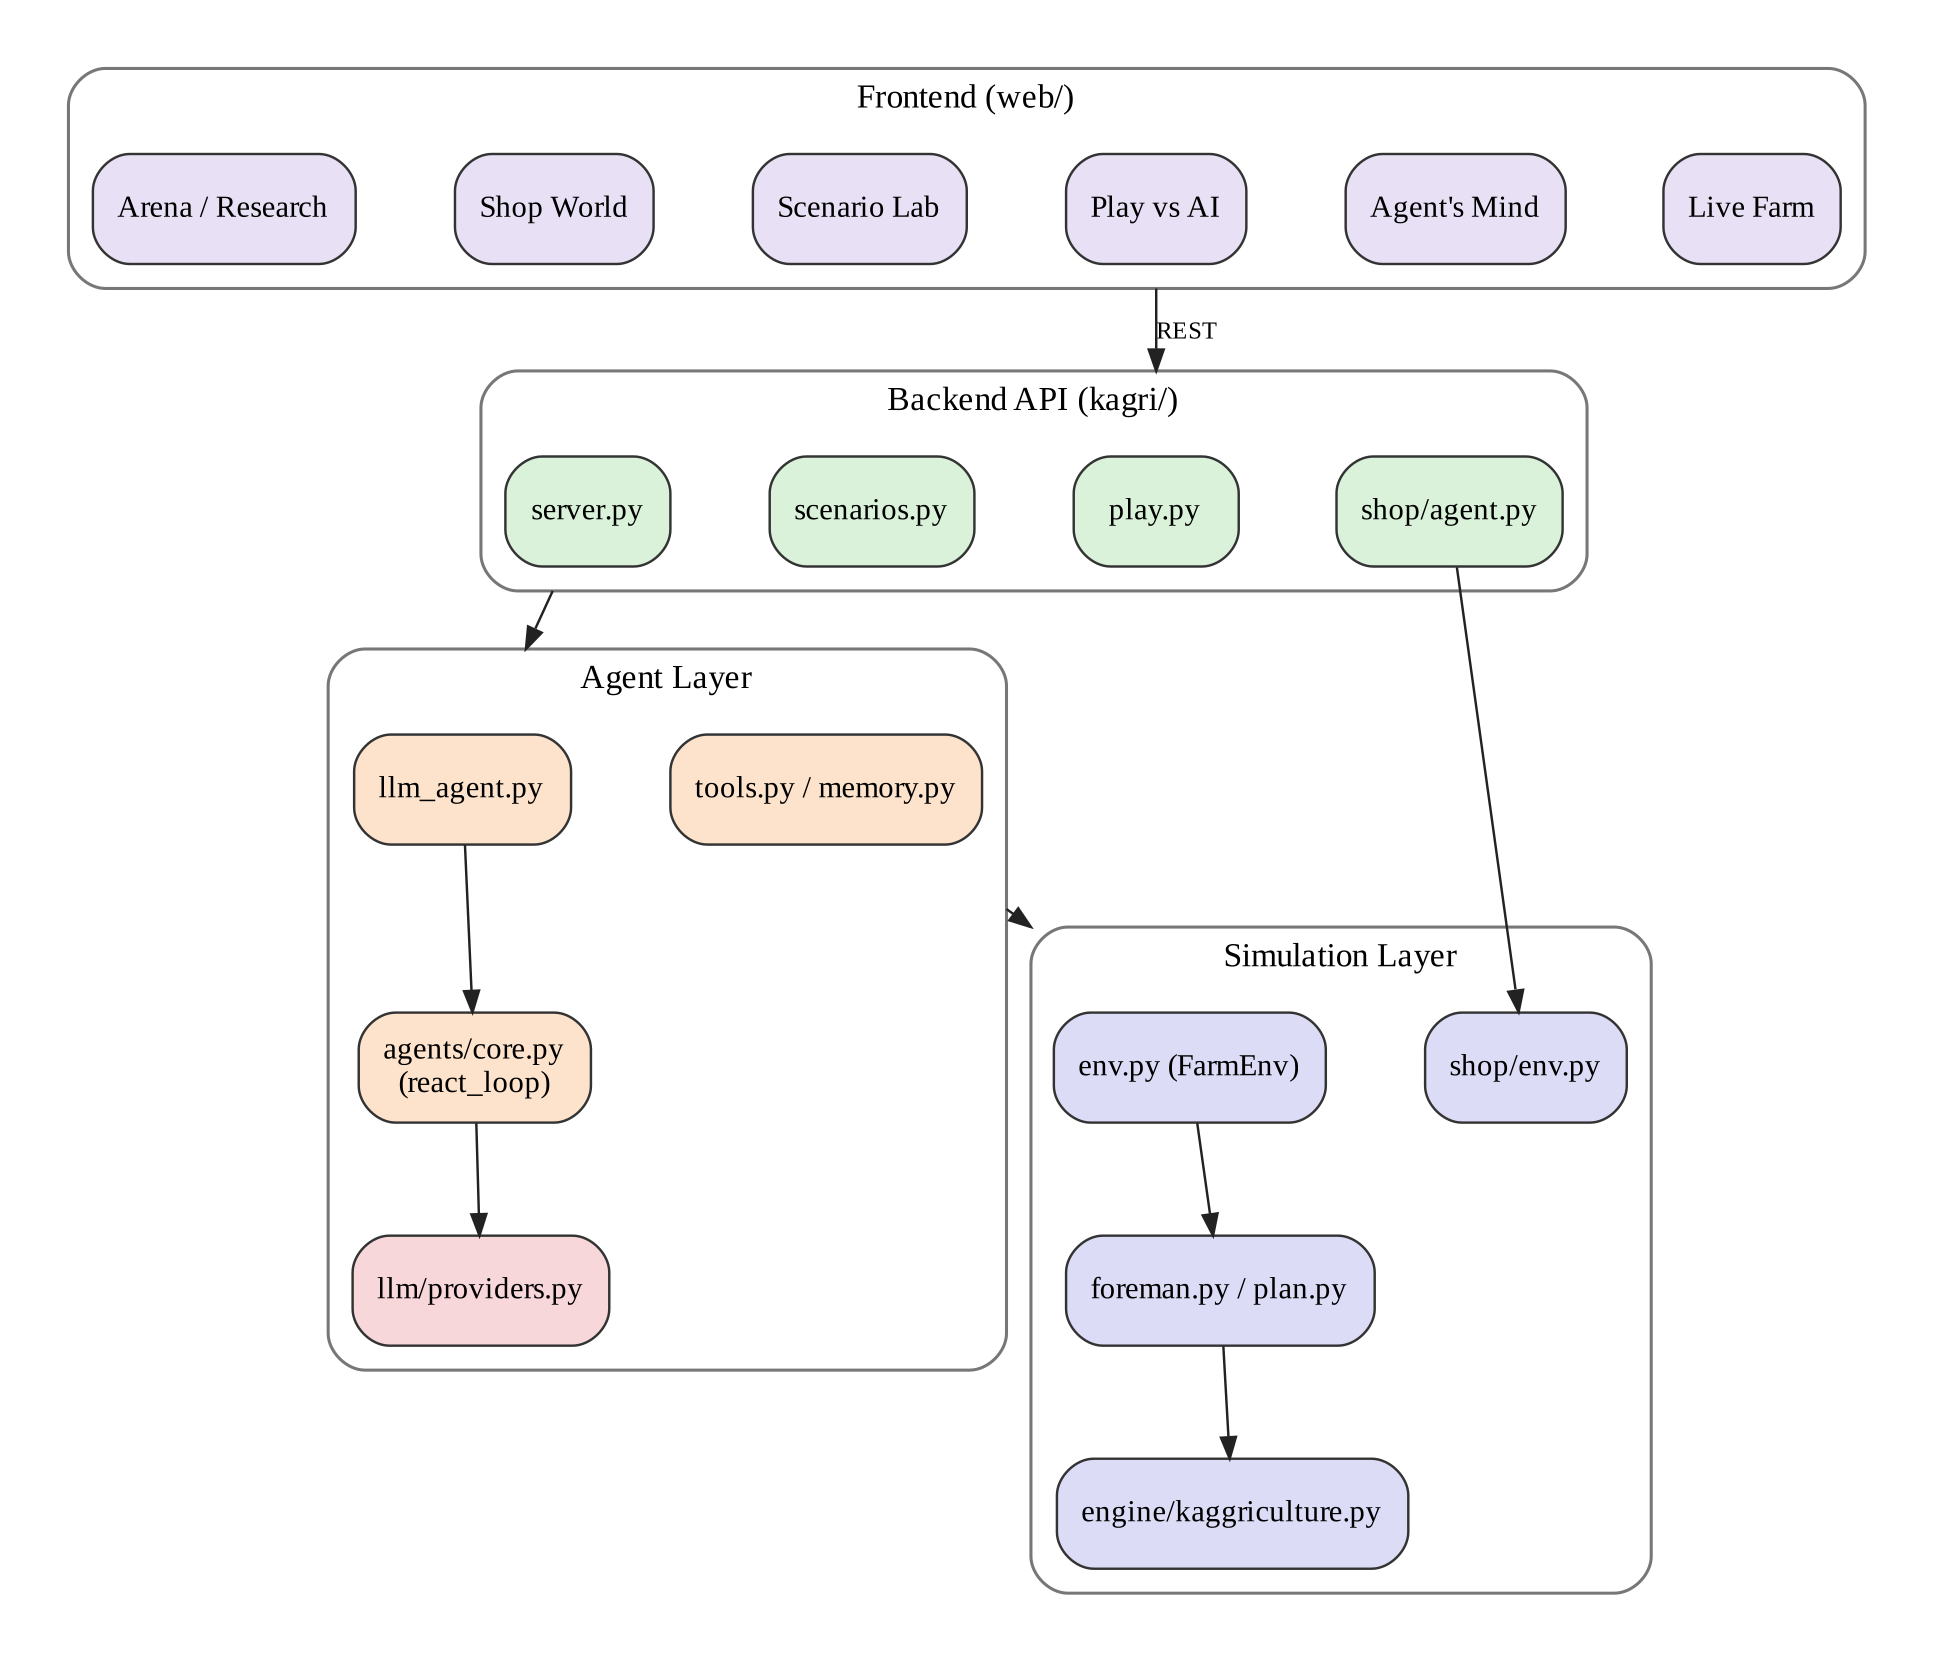 Frontend (web/)
Arena / Research
Shop World
Scenario Lab
Play vs AI
Agent's Mind
Live Farm
REST
Backend API (kagri/)
server.py
scenarios.py
play.py
shop/agent.py
Agent Layer
llm_agent.py
tools.py / memory.py
agents/core.py
(react_loop)
llm/providers.py
Simulation Layer
env.py (FarmEnv)
shop/env.py
foreman.py / plan.py
engine/kaggriculture.py